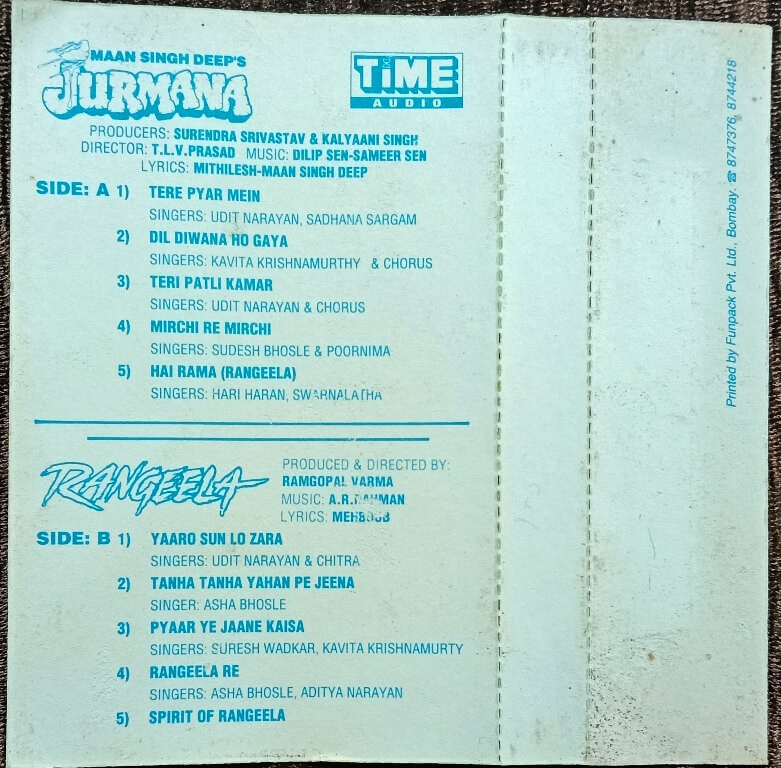 MAAN SINGH DEEP'S
JURMANA
TIME
AUDIO
PRODUCERS: SURENDRA SRIVASTAV & KALYAANI SINGH
DIRECTOR: T.L.V.PRASAD MUSIC: DILIP SEN-SAMEER SEN
LYRICS: MITHILESH-MAAN SINGH DEEP
SIDE: A 1) TERE PYAR MEIN
SINGERS: UDIT NARAYAN, SADHANA SARGAM
2) DIL DIWANA HO GAYA
SINGERS: KAVITA KRISHNAMURTHY & CHORUS
3) TERI PATLI KAMAR
SINGERS: UDIT NARAYAN & CHORUS
4) MIRCHI RE MIRCHI
SINGERS: SUDESH BHOSLE & POORNIMA
5) HAI RAMA (RANGEELA)
SINGERS: HARI HARAN, SWARNALATHA
RANGEELA
PRODUCED & DIRECTED BY:
RAMGOPAL VARMA
MUSIC: A.R.RAHMAN
LYRICS: MEHBOOB
SIDE: B 1) YAARO SUN LO ZARA
SINGERS: UDIT NARAYAN & CHITRA
2) TANHA TANHA YAHAN PE JEENA
SINGER: ASHA BHOSLE
3) PYAAR YE JAANE KAISA
SINGERS: SURESH WADKAR, KAVITA KRISHNAMURTY
4) RANGEELA RE
SINGERS: ASHA BHOSLE, ADITYA NARAYAN
5) SPIRIT OF RANGEELA
Printed by Funpack Pvt. Ltd., Bombay. ☎ 8747376, 8744218